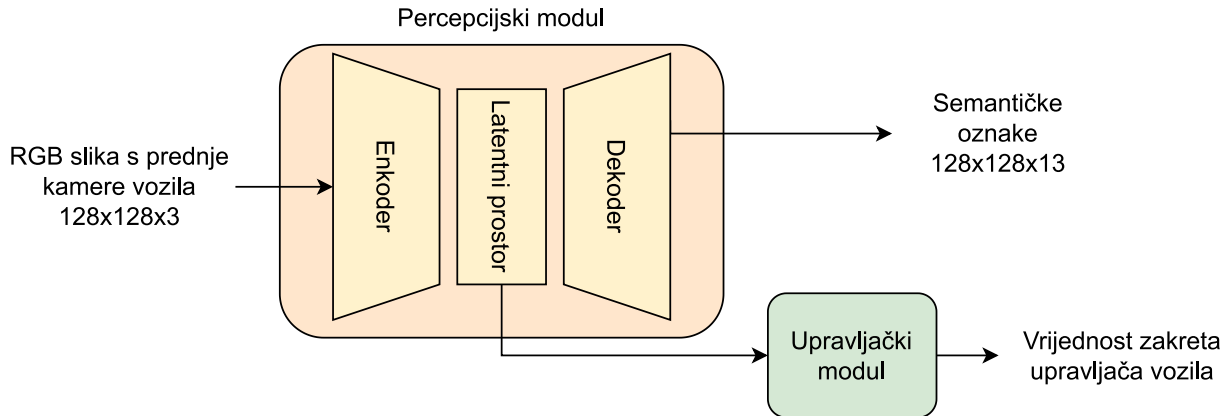 Percepcijski modul
RGB slika s prednje
kamere vozila
128x128x3
Enkoder
Latentni prostor
Dekoder
Semantičke
oznake
128x128x13
Upravljački
modul
Vrijednost zakreta
upravljača vozila